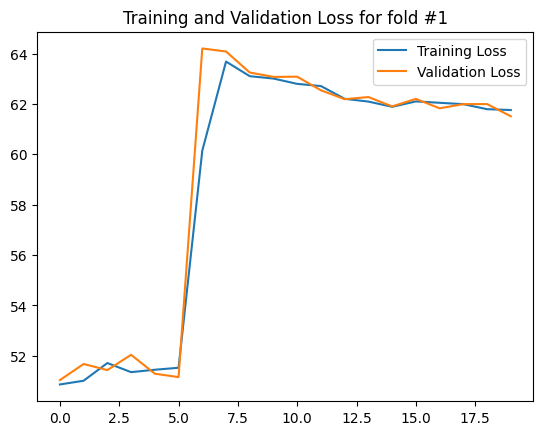 Training and Validation Loss for fold #1
Training Loss
Validation Loss
64
62
60
58
56
54
52
0.0 2.5 5.0 7.5 10.0 12.5 15.0 17.5